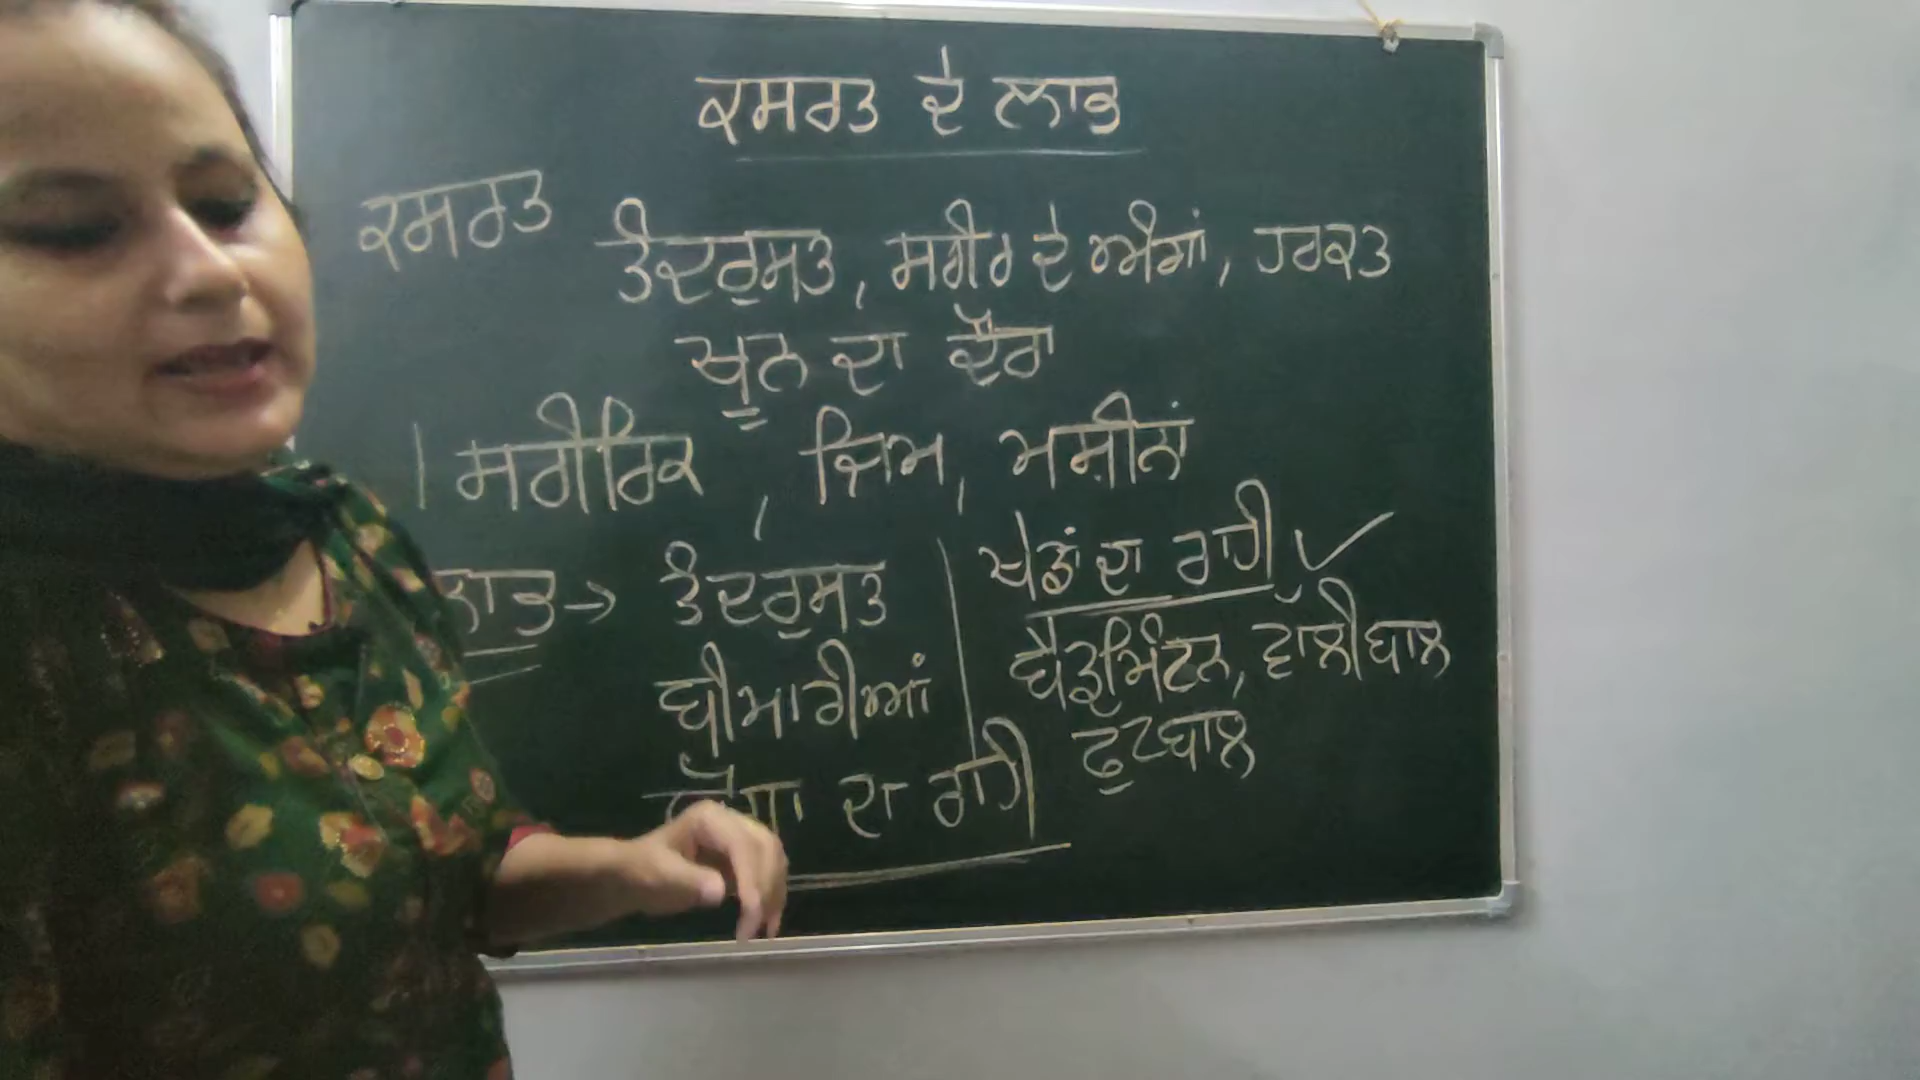 ਕਸਰਤ ਦੇ ਲਾਭ
ਕਸਰਤ
ਤੰਦਰੁਸਤ, ਸਰੀਰ ਦੇ ਅੰਗਾਂ, ਹਰਕਤ
ਖੂਨ ਦਾ ਦੌਰਾ
ਸਰੀਰਿਕ, ਜਿਮ, ਮਸ਼ੀਨਾਂ
ਲਾਭ → ਤੰਦਰੁਸਤ
ਬੀਮਾਰੀਆਂ
ਦਾ ਰਾਹੀ
ਖੇਡਾਂ ਦਾ ਰਾਹੀ ✓
ਬੈਡਮਿੰਟਨ, ਵਾੱਲੀਬਾਲ
ਫੁਟਬਾਲ